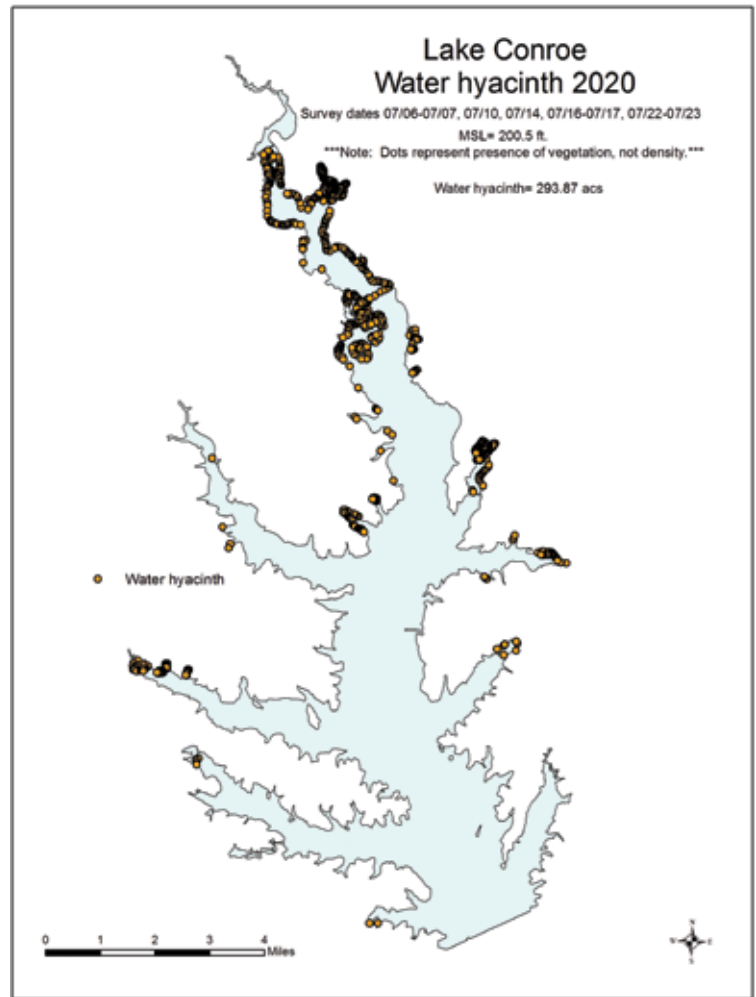 Lake Conroe
Water hyacinth 2020
Survey dates 07/06-07/07, 07/10, 07/14, 07/16-07/17, 07/22-07/23
MSL= 200.5 ft.
***Note: Dots represent presence of vegetation, not density.***
Water hyacinth= 293.87 acs
Water hyacinth
0 1 2 3 4
Miles
N
W E
S